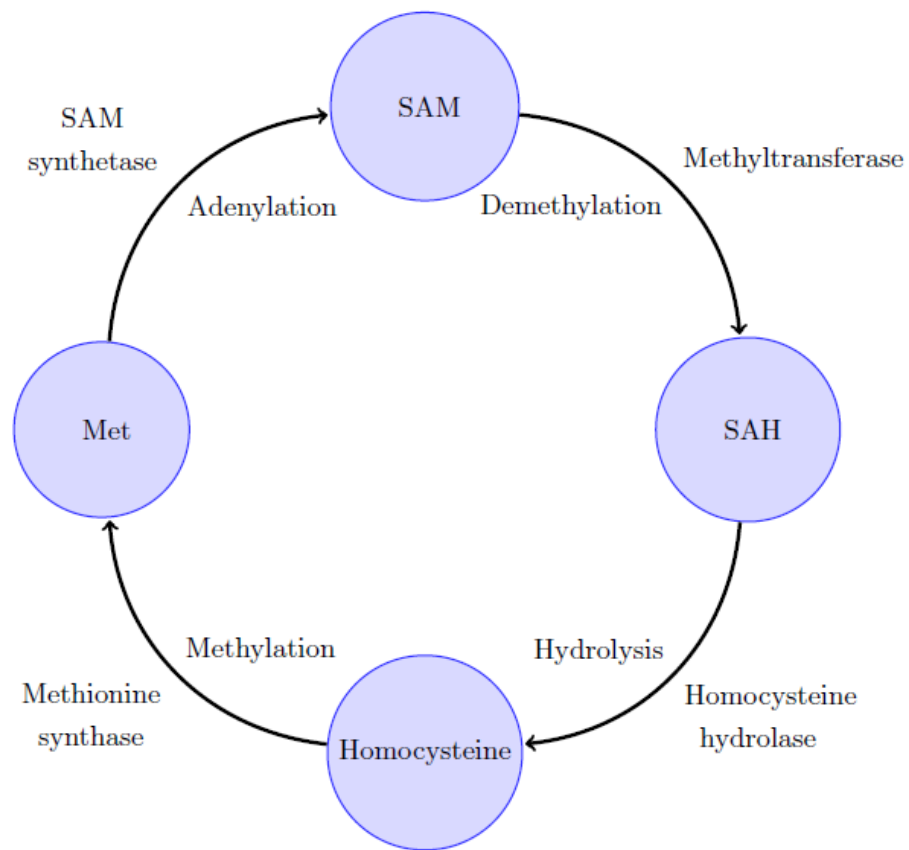 SAM
SAM
synthetase
Methyltransferase
Adenylation
Demethylation
Met
SAH
Methylation
Hydrolysis
Methionine
synthase
Homocysteine
hydrolase
Homocysteine